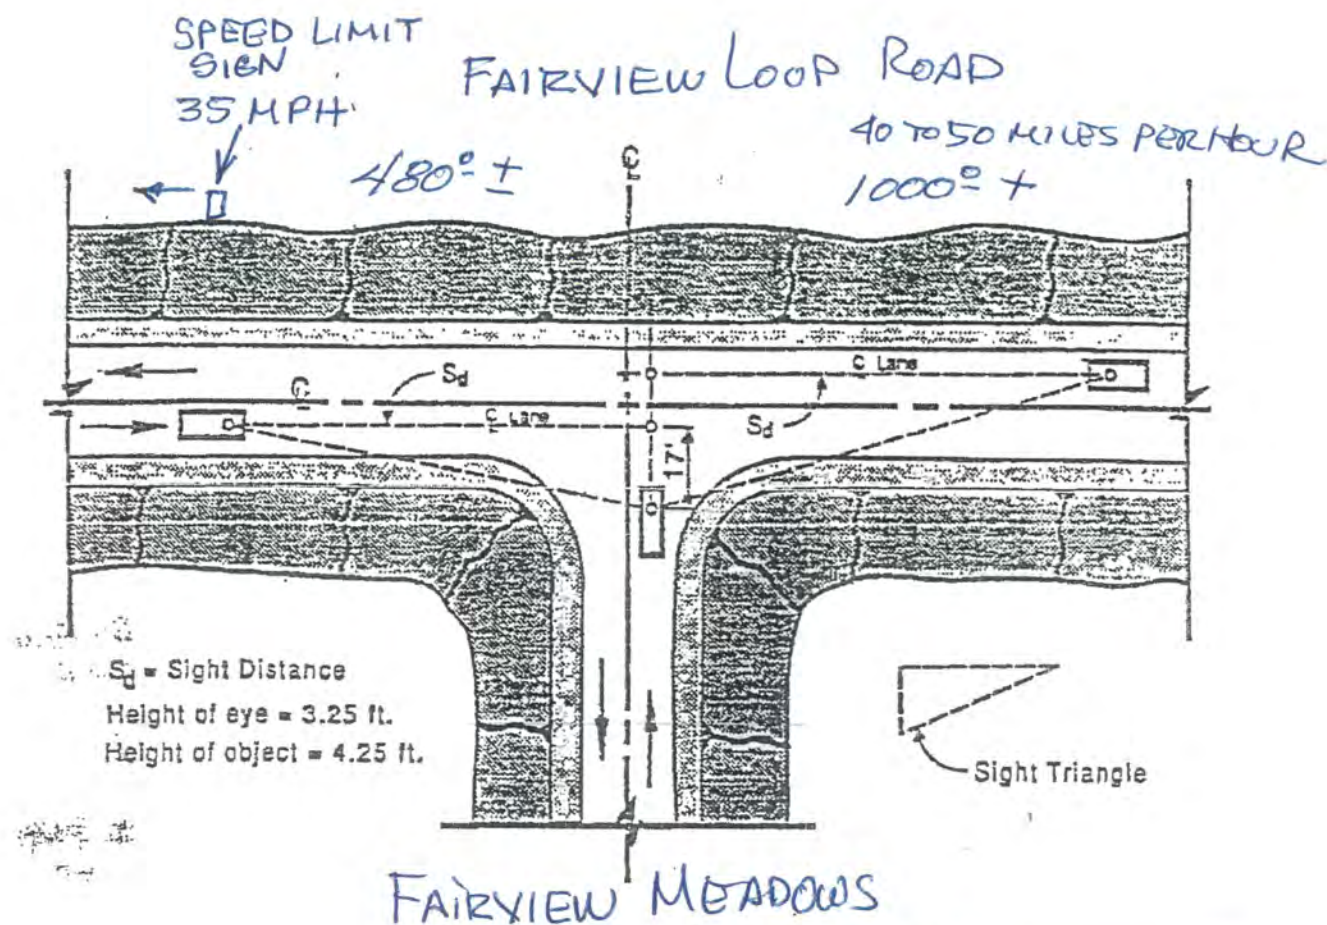 SPEED LIMIT
SIGN
35 MPH.
FAIRVIEW LOOP ROAD
40 TO 50 MILES PER HOUR
480° ±
1000° +
℄
Sd
℄ Lane
℄
℄ Lane
Sd
17'
Sd = Sight Distance
Height of eye = 3.25 ft.
Height of object = 4.25 ft.
Sight Triangle
FAIRVIEW MEADOWS